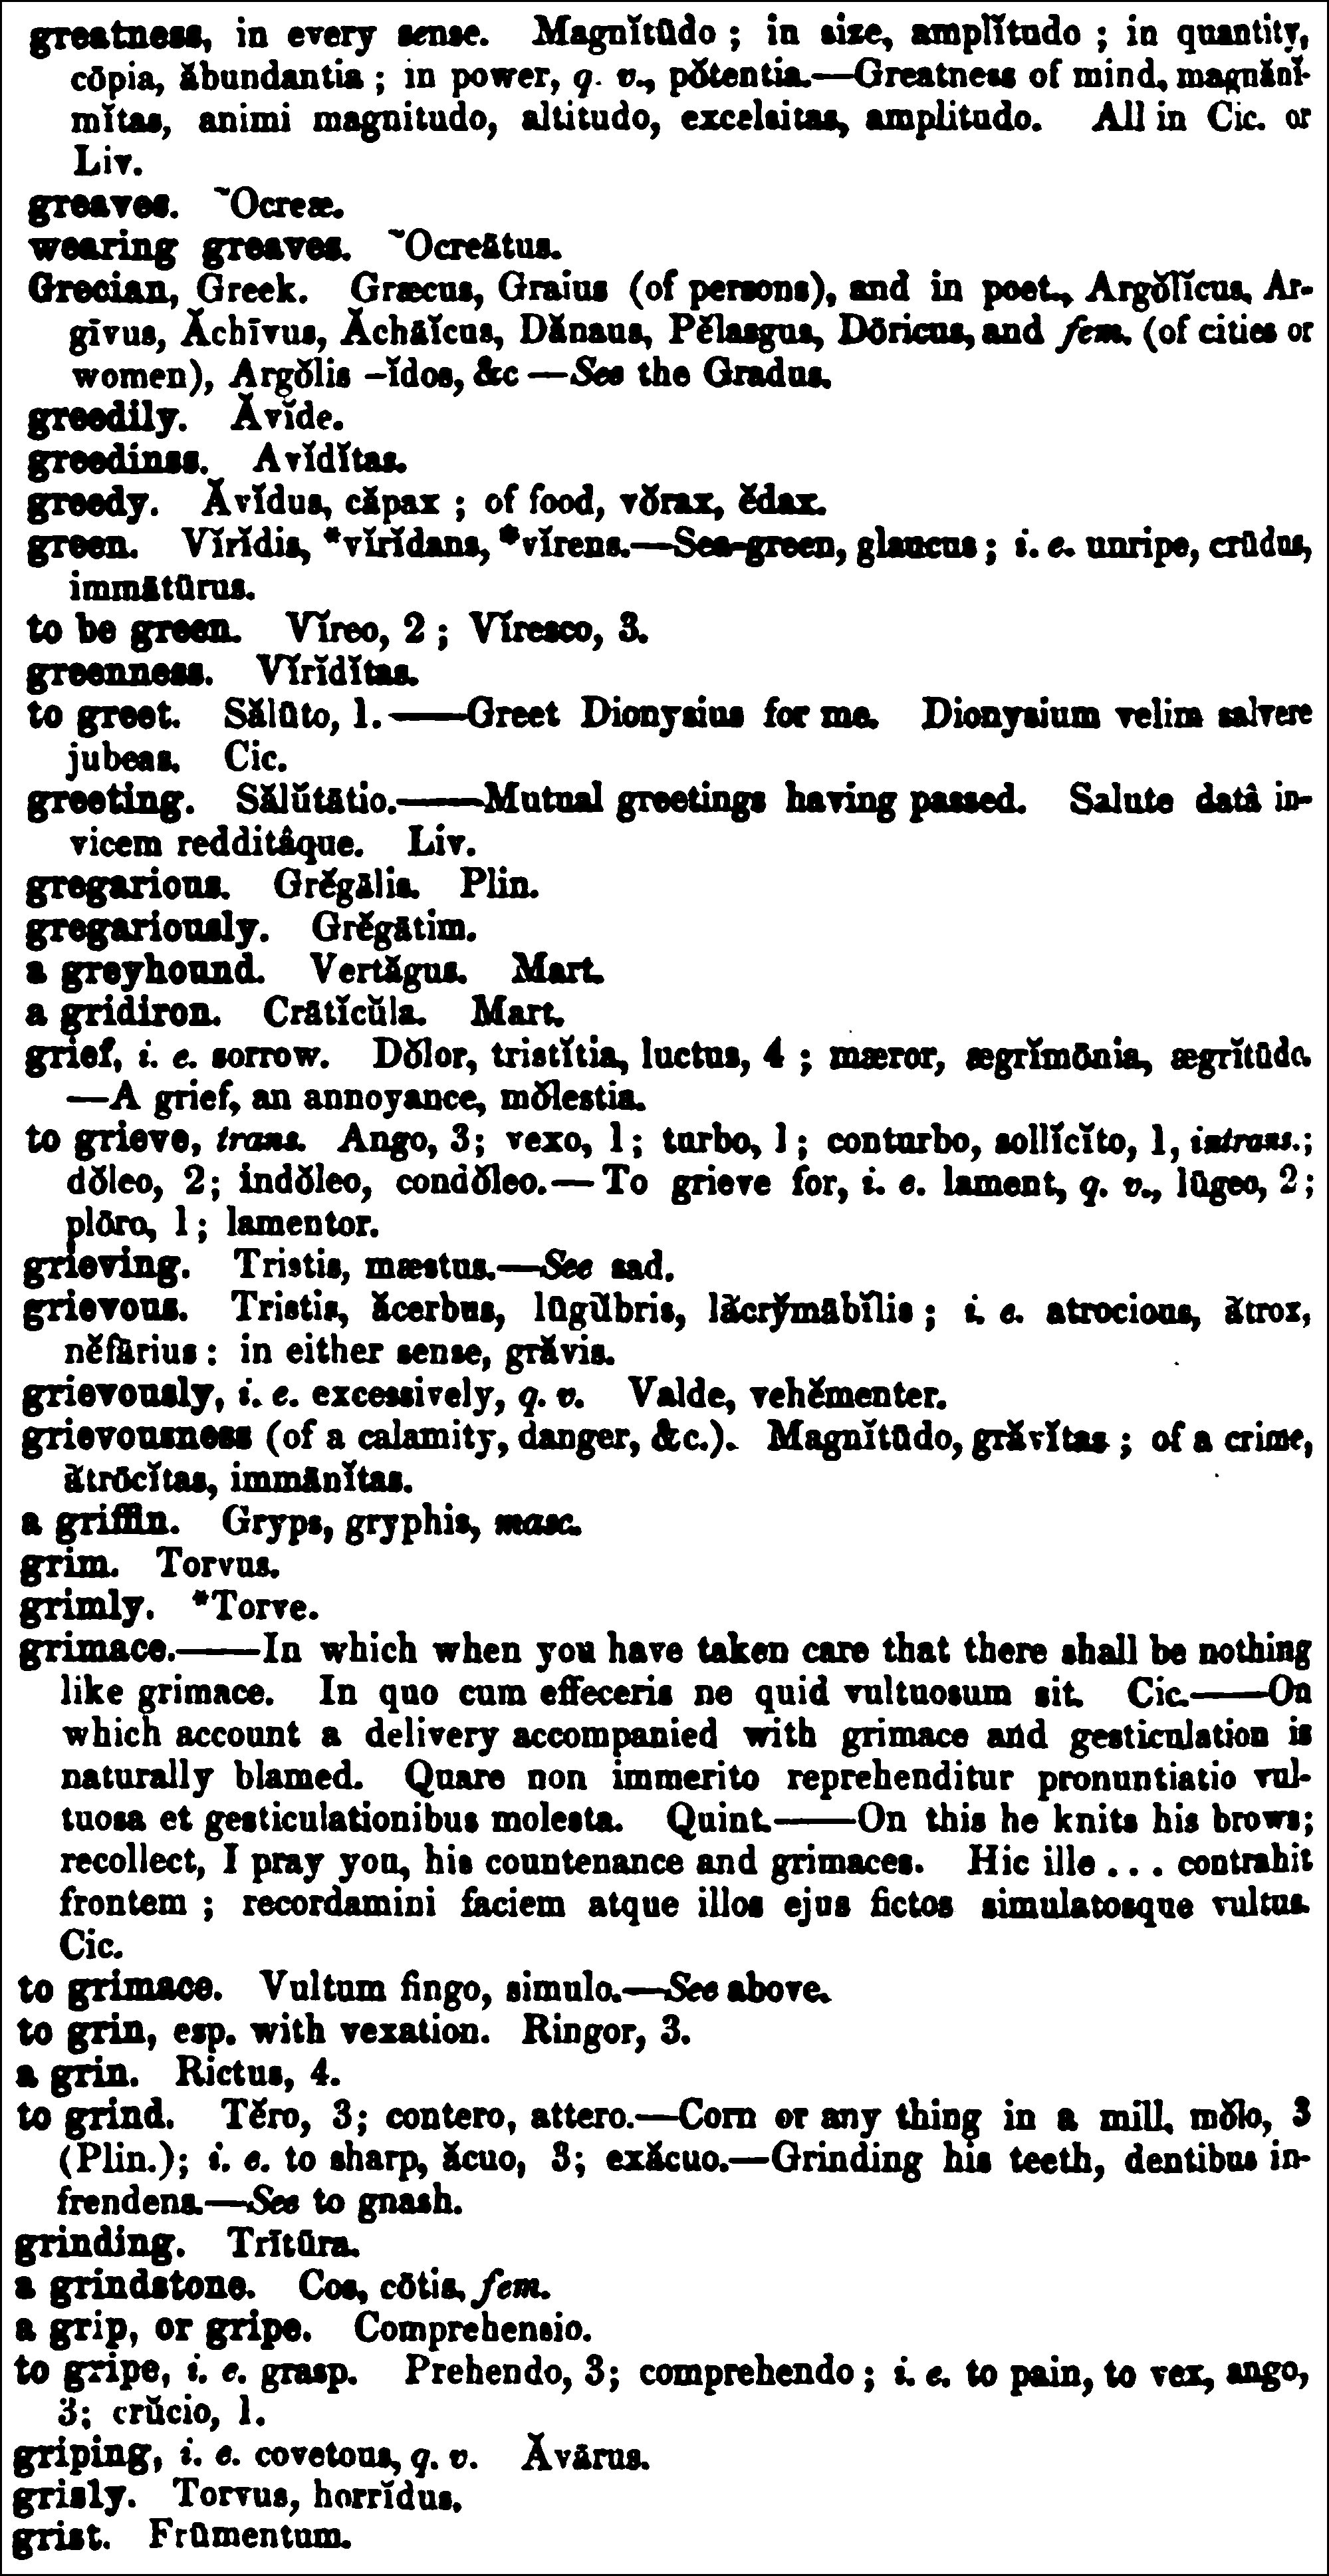 greatness, in every sense. Magnĭtūdo ; in size, amplĭtudo ; in quantity,
cōpia, ăbundantia ; in power, q. v., pŏtentia.—Greatness of mind, magnănĭ-
mĭtas, animi magnitudo, altitudo, excelsitas, amplitudo. All in Cic. or
Liv.
greaves. ˘Ocreæ.
wearing greaves. ˘Ocreātus.
Grecian, Greek. Græcus, Graius (of persons), and in poet., Argŏlĭcus, Ar-
gīvus, Ăchīvus, Ăchāĭcus, Dănaus, Pĕlasgus, Dōricus, and fem. (of cities or
women), Argŏlis –ĭdos, &c —See the Gradus.
greedily. Ăvĭde.
greedinss. Avĭdĭtas.
greedy. Ăvĭdus, căpax ; of food, vŏrax, ĕdax.
green. Vĭrĭdis, *vĭrĭdans, *vĭrens.—Sea-green, glaucus ; i. e. unripe, crūdus,
immātūrus.
to be green. Vĭreo, 2 ; Vĭresco, 3.
greenness. Vĭrĭdĭtas.
to greet. Sălūto, 1.——Greet Dionysius for me. Dionysium velim salvere
jubeas. Cic.
greeting. Sălŭtātio.——Mutual greetings having passed. Salute datâ in-
vicem redditâque. Liv.
gregarious. Grĕgālis. Plin.
gregariously. Grĕgātim.
a greyhound. Vertăgus. Mart.
a gridiron. Crātĭcŭla. Mart.
grief, i. e. sorrow. Dŏlor, tristĭtia, luctus, 4 ; mæror, ægrĭmōnia, ægrĭtūdo.
—A grief, an annoyance, mŏlestia.
to grieve, trans. Ango, 3; vexo, 1; turbo, 1; conturbo, sollĭcĭto, 1, intrans.;
dŏleo, 2; indŏleo, condŏleo.—To grieve for, i. e. lament, q. v., lūgeo, 2;
plōro, 1; lamentor.
grieving. Tristis, mæstus.—See sad.
grievous. Tristis, ăcerbus, lūgŭbris, lăcrўmābĭlis ; i. e. atrocious, ătrox,
nĕfārius : in either sense, grăvis.
grievously, i. e. excessively, q. v. Valde, vehĕmenter.
grievousness (of a calamity, danger, &c.). Magnĭtūdo, grăvĭtas ; of a crime,
ătrōcĭtas, immānĭtas.
a griffin. Gryps, gryphis, masc.
grim. Torvus.
grimly. *Torve.
grimace.——In which when you have taken care that there shall be nothing
like grimace. In quo cum effeceris ne quid vultuosum sit. Cic.——On
which account a delivery accompanied with grimace and gesticulation is
naturally blamed. Quare non immerito reprehenditur pronuntiatio vul-
tuosa et gesticulationibus molesta. Quint.——On this he knits his brows;
recollect, I pray you, his countenance and grimaces. Hic ille ... contrahit
frontem ; recordamini faciem atque illos ejus fictos simulatosque vultus.
Cic.
to grimace. Vultum fingo, simulo.—See above.
to grin, esp. with vexation. Ringor, 3.
a grin. Rictus, 4.
to grind. Tĕro, 3; contero, attero.—Corn or any thing in a mill, mŏlo, 3
(Plin.); i. e. to sharp, ăcuo, 3; exăcuo.—Grinding his teeth, dentibus in-
frendens.—See to gnash.
grinding. Trītūra.
a grindstone. Cos, cōtis, fem.
a grip, or gripe. Comprehensio.
to gripe, i. e. grasp. Prehendo, 3; comprehendo ; i. e. to pain, to vex, ango,
3; crŭcio, 1.
griping, i. e. covetous, q. v. Ăvārus.
grisly. Torvus, horrĭdus.
grist. Frūmentum.